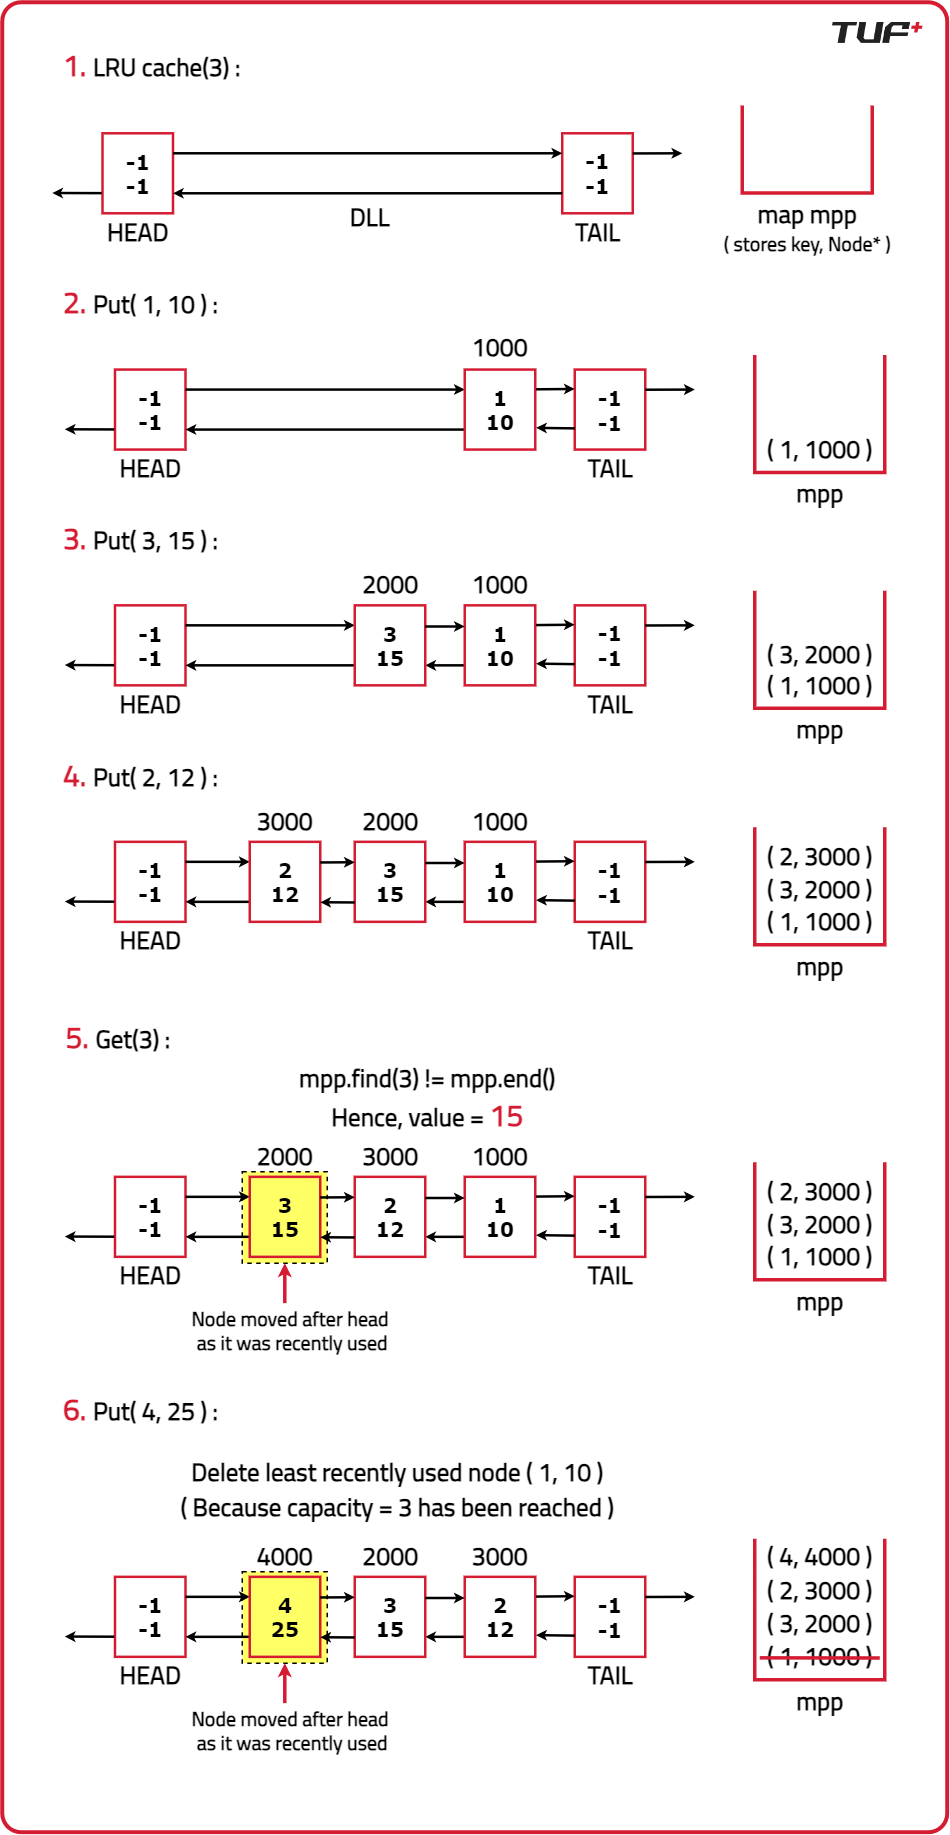 TUF+
1. LRU cache(3) :
-1
-1
HEAD
DLL
-1
-1
TAIL
map mpp
( stores key, Node* )
2. Put( 1, 10 ) :
1000
-1
-1
HEAD
1
10
-1
-1
TAIL
( 1, 1000 )
mpp
3. Put( 3, 15 ) :
2000
1000
-1
-1
HEAD
3
15
1
10
-1
-1
TAIL
( 3, 2000 )
( 1, 1000 )
mpp
4. Put( 2, 12 ) :
3000
2000
1000
-1
-1
HEAD
2
12
3
15
1
10
-1
-1
TAIL
( 2, 3000 )
( 3, 2000 )
( 1, 1000 )
mpp
5. Get(3) :
mpp.find(3) != mpp.end()
Hence, value = 15
2000
3000
1000
-1
-1
HEAD
3
15
2
12
1
10
-1
-1
TAIL
( 2, 3000 )
( 3, 2000 )
( 1, 1000 )
mpp
Node moved after head
as it was recently used
6. Put( 4, 25 ) :
Delete least recently used node ( 1, 10 )
( Because capacity = 3 has been reached )
4000
2000
3000
-1
-1
HEAD
4
25
3
15
2
12
-1
-1
TAIL
( 4, 4000 )
( 2, 3000 )
( 3, 2000 )
( 1, 1000 )
mpp
Node moved after head
as it was recently used